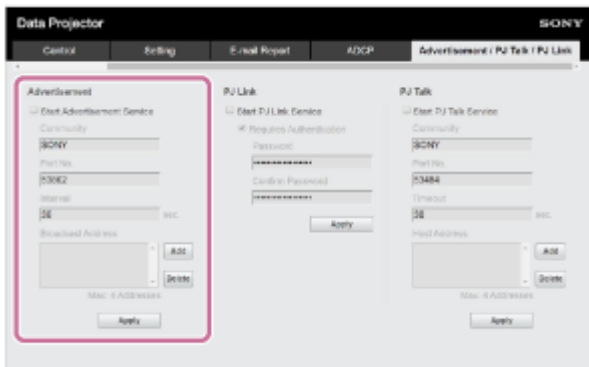 Data Projector
SONY
Control
Setting
E-mail Report
ADCP
Advertisement / PJ Talk / PJ Link
Advertisement
Start Advertisement Service
Community
SONY
Port No.
53862
Interval
30
sec.
Broadcast Address
Add
Delete
Max. 4 Addresses
Apply
PJ Link
Start PJ Link Service
Requires Authentication
Password
Confirm Password
Apply
PJ Talk
Start PJ Talk Service
Community
SONY
Port No.
53484
Timeout
30
sec.
Host Address
Add
Delete
Max. 4 Addresses
Apply